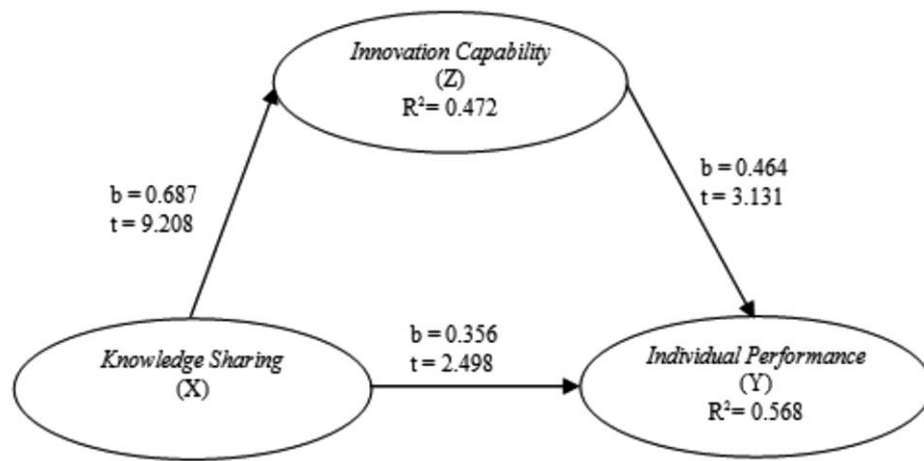 Innovation Capability
(Z)
R²= 0.472
b = 0.687
t = 9.208
b = 0.464
t = 3.131
Knowledge Sharing
(X)
b = 0.356
t = 2.498
Individual Performance
(Y)
R²= 0.568